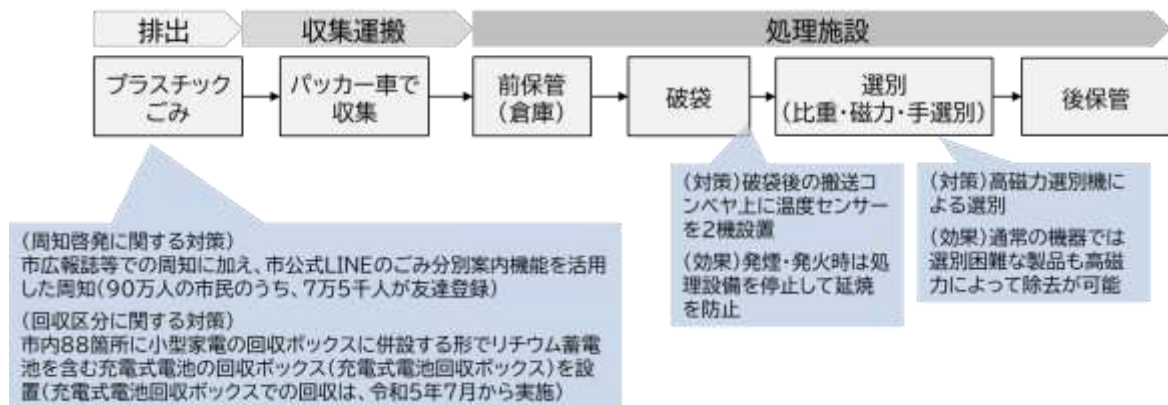 排出
収集運搬
処理施設
プラスチック
ごみ
パッカー車で
収集
前保管
(倉庫)
破袋
選別
(比重・磁力・手選別)
後保管
(対策)破袋後の搬送コ
ンベヤ上に温度センサー
を2機設置
(効果)発煙・発火時は処
理設備を停止して延焼
を防止
(対策)高磁力選別機に
よる選別
(効果)通常の機器では
選別困難な製品も高磁
力によって除去が可能
(周知啓発に関する対策)
市広報誌等での周知に加え、市公式LINEのごみ分別案内機能を活用
した周知(90万人の市民のうち、7万5千人が友達登録)
(回収区分に関する対策)
市内88箇所に小型家電の回収ボックスに併設する形でリチウム蓄電
池を含む充電式電池の回収ボックス(充電式電池回収ボックス)を設
置(充電式電池回収ボックスでの回収は、令和5年7月から実施)